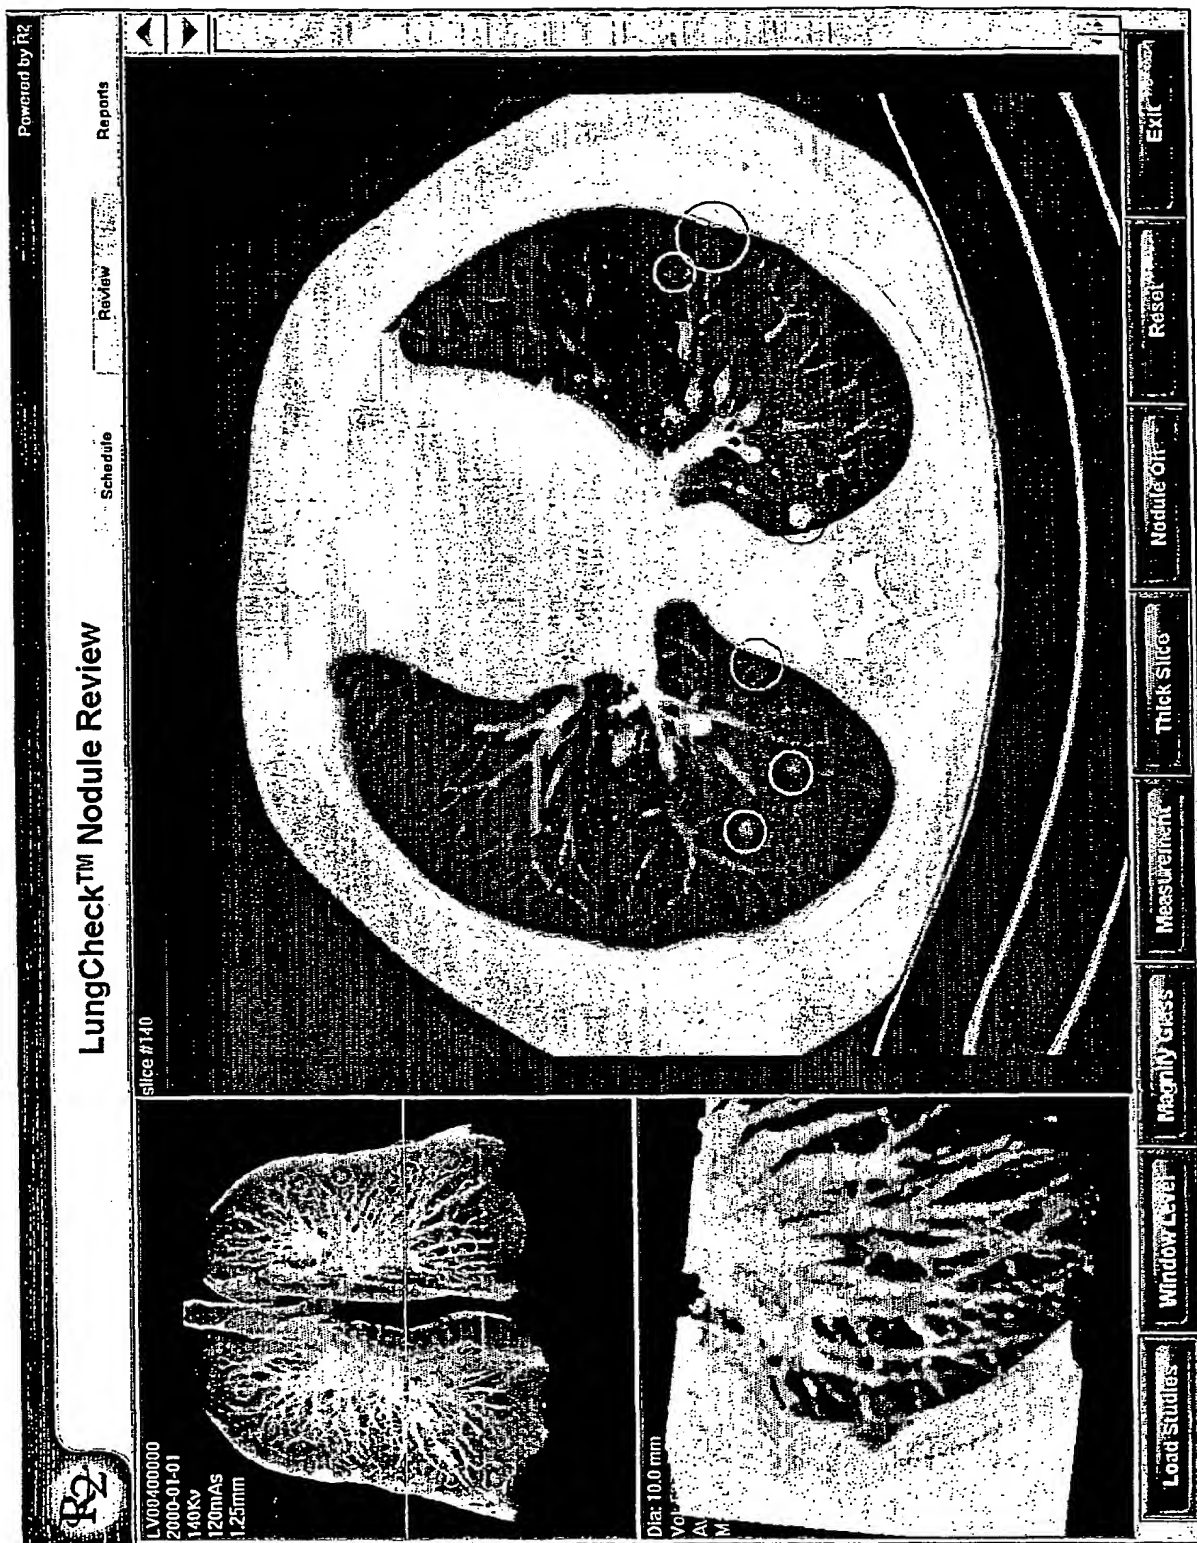 R2
Powered by R2
LungCheck™ Nodule Review
Schedule
Review
Reports
LV00400000
2000-01-01
140Kv
120mAs
1.25mm
slice #140
Dia: 10.0 mm
Load Studies
Window Level
Magnify Glass
Measurement
Thick Slice
Nodule Off
Reset
Exit